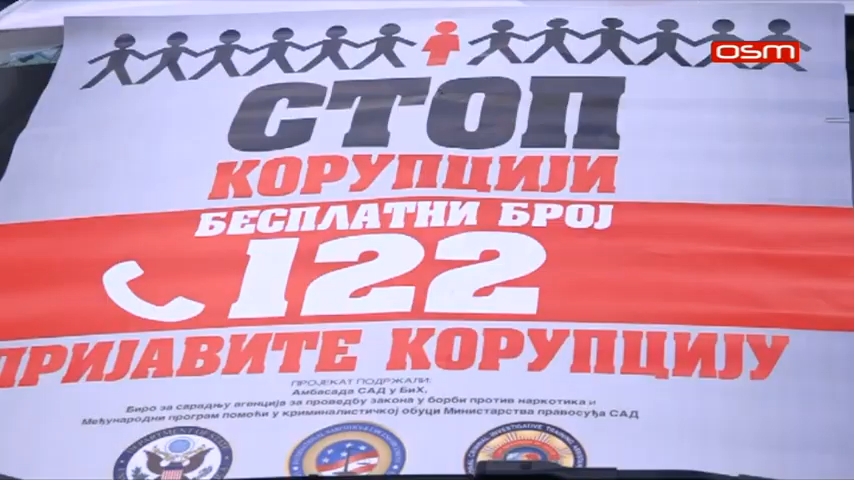 OSM
СТОП
КОРУПЦИЈИ
БЕСПЛАТНИ БРОЈ
122
ПРИЈАВИТЕ КОРУПЦИЈУ
ПРОЈЕКАТ ПОДРЖАЛИ:
Амбасада САД у БиХ,
Биро за сарадњу агенција за проведбу закона у борби против наркотика и
Међународни програм помоћи у криминалистичкој обуци Министарства правосуђа САД